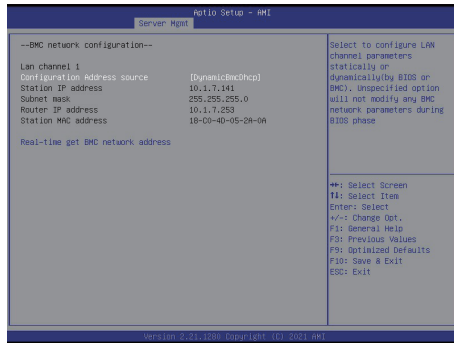 Aptio Setup - AMI
Server Mgmt
--BMC network configuration--
Lan channel 1
Configuration Address source [DynamicBmcDhcp]
Station IP address 10.1.7.141
Subnet mask 255.255.255.0
Router IP address 10.1.7.253
Station MAC address 18-C0-4D-05-2A-0A
Real-time get BMC network address
Select to configure LAN
channel parameters
statically or
dynamically(by BIOS or
BMC). Unspecified option
will not modify any BMC
network parameters during
BIOS phase
→←: Select Screen
↑↓: Select Item
Enter: Select
+/-: Change Opt.
F1: General Help
F3: Previous Values
F9: Optimized Defaults
F10: Save & Exit
ESC: Exit
Version 2.21.1280 Copyright (C) 2021 AMI